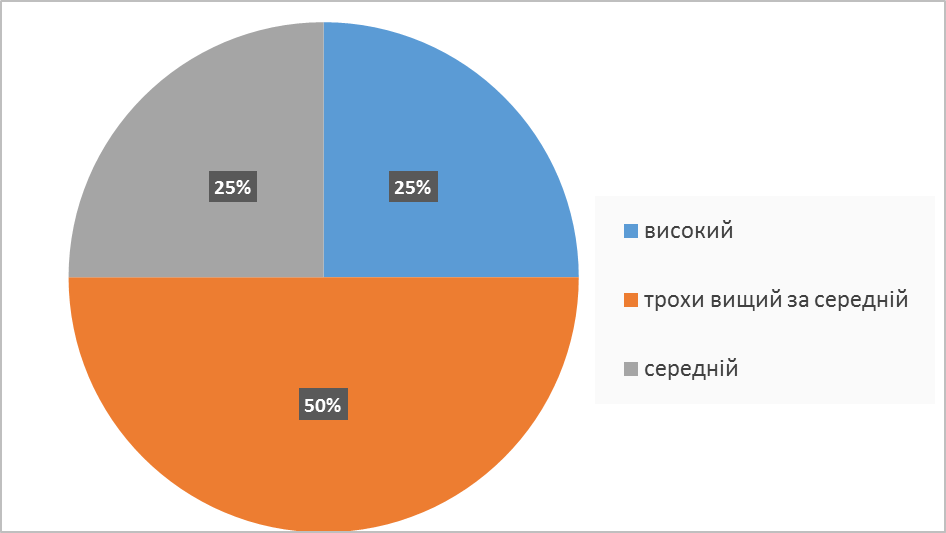 25%
25%
50%
високий
трохи вищий за середній
середній